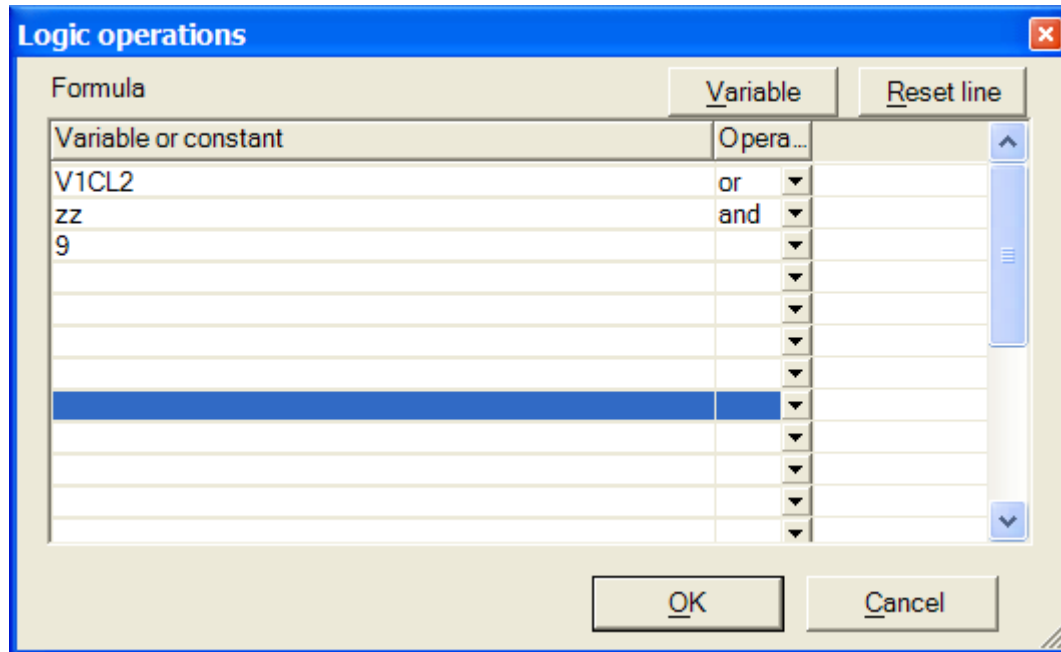 Logic operations
Formula Variable Reset line
Variable or constant Opera...
V1CL2 or
zz and
9
OK Cancel